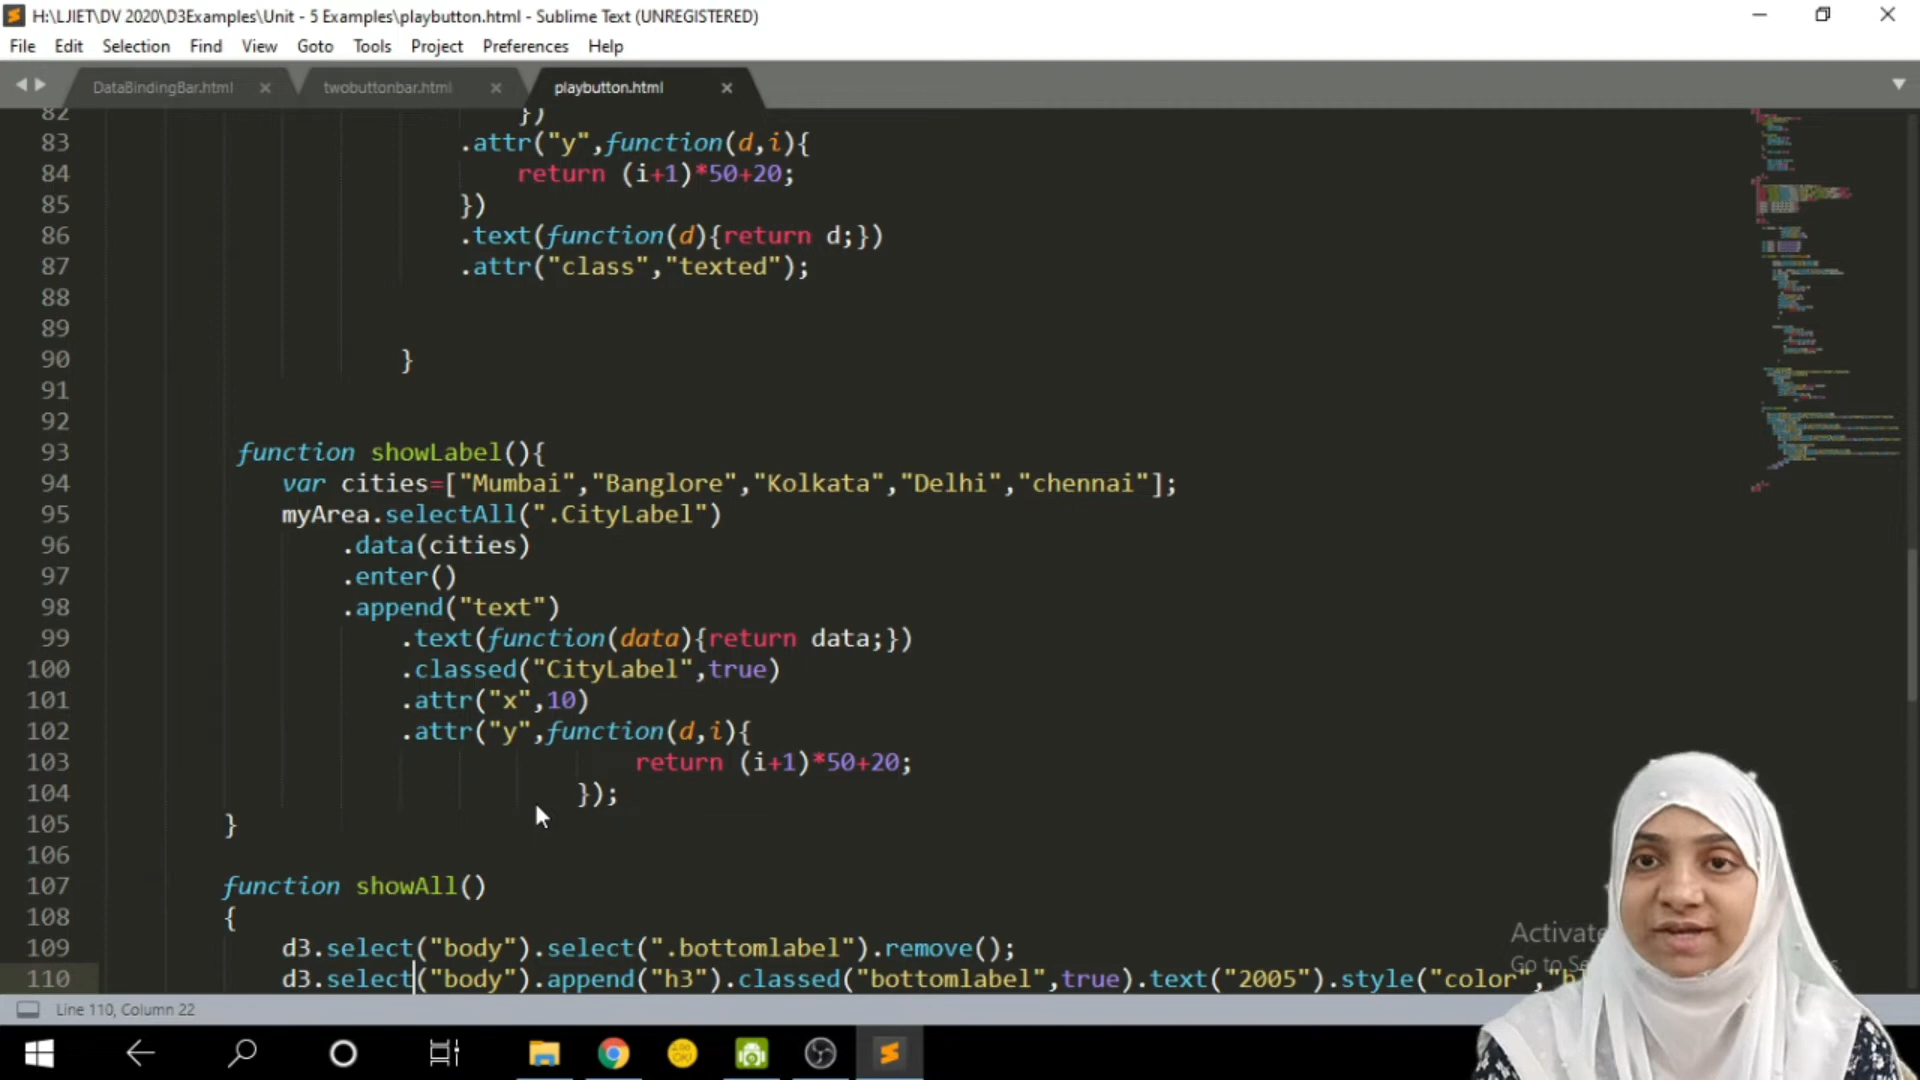 H:\LJIET\DV 2020\D3Examples\Unit - 5 Examples\playbutton.html - Sublime Text (UNREGISTERED)
File Edit Selection Find View Goto Tools Project Preferences Help
DataBindingBar.html twobuttonbar.html playbutton.html
82 })
83 .attr("y",function(d,i){
84 return (i+1)*50+20;
85 })
86 .text(function(d){return d;})
87 .attr("class","texted");
88
89
90 }
91
92
93 function showLabel(){
94 var cities=["Mumbai","Banglore","Kolkata","Delhi","chennai"];
95 myArea.selectAll(".CityLabel")
96 .data(cities)
97 .enter()
98 .append("text")
99 .text(function(data){return data;})
100 .classed("CityLabel",true)
101 .attr("x",10)
102 .attr("y",function(d,i){
103 return (i+1)*50+20;
104 });
105 }
106
107 function showAll()
108 {
109 d3.select("body").select(".bottomlabel").remove();
110 d3.select("body").append("h3").classed("bottomlabel",true).text("2005").style("color","b
Activate
Go to Se
Line 110, Column 22